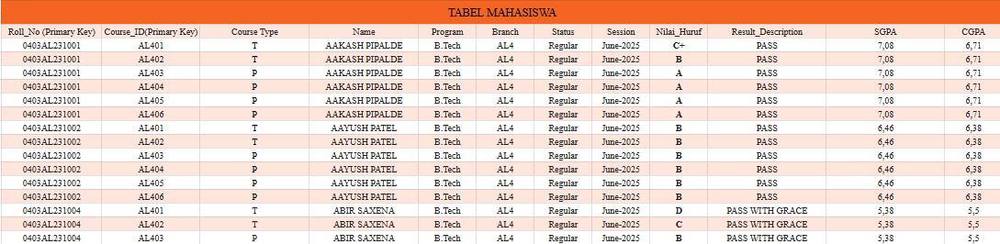 TABEL MAHASISWA
Roll_No (Primary Key) Course_ID(Primary Key) Course Type Name Program Branch Status Session Nilai_Huruf Result_Description SGPA CGPA
0403AL231001 AL401 T AAKASH PIPALDE B.Tech AL4 Regular June-2025 C+ PASS 7,08 6,71
0403AL231001 AL402 T AAKASH PIPALDE B.Tech AL4 Regular June-2025 B PASS 7,08 6,71
0403AL231001 AL403 P AAKASH PIPALDE B.Tech AL4 Regular June-2025 A PASS 7,08 6,71
0403AL231001 AL404 P AAKASH PIPALDE B.Tech AL4 Regular June-2025 A PASS 7,08 6,71
0403AL231001 AL405 P AAKASH PIPALDE B.Tech AL4 Regular June-2025 A PASS 7,08 6,71
0403AL231001 AL406 P AAKASH PIPALDE B.Tech AL4 Regular June-2025 A PASS 7,08 6,71
0403AL231002 AL401 T AAYUSH PATEL B.Tech AL4 Regular June-2025 B PASS 6,46 6,38
0403AL231002 AL402 T AAYUSH PATEL B.Tech AL4 Regular June-2025 B PASS 6,46 6,38
0403AL231002 AL403 P AAYUSH PATEL B.Tech AL4 Regular June-2025 B PASS 6,46 6,38
0403AL231002 AL404 P AAYUSH PATEL B.Tech AL4 Regular June-2025 B PASS 6,46 6,38
0403AL231002 AL405 P AAYUSH PATEL B.Tech AL4 Regular June-2025 B PASS 6,46 6,38
0403AL231002 AL406 P AAYUSH PATEL B.Tech AL4 Regular June-2025 B PASS 6,46 6,38
0403AL231004 AL401 T ABIR SAXENA B.Tech AL4 Regular June-2025 D PASS WITH GRACE 5,38 5,5
0403AL231004 AL402 T ABIR SAXENA B.Tech AL4 Regular June-2025 C PASS WITH GRACE 5,38 5,5
0403AL231004 AL403 P ABIR SAXENA B.Tech AL4 Regular June-2025 B PASS WITH GRACE 5,38 5,5